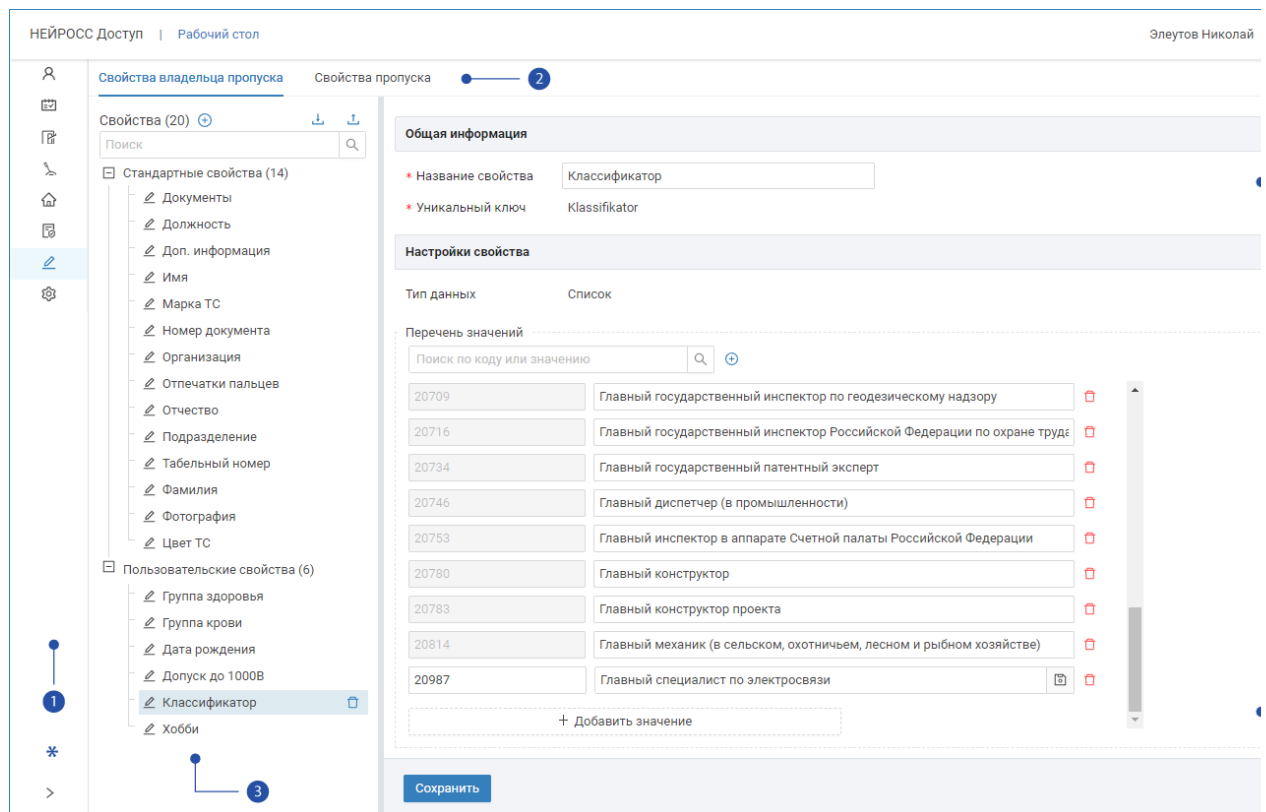 НЕЙРОСС Доступ | Рабочий стол
Элеутов Николай
Свойства владельца пропуска
Свойства пропуска
2
Свойства (20)
Поиск
Стандартные свойства (14)
Документы
Должность
Доп. информация
Имя
Марка ТС
Номер документа
Организация
Отпечатки пальцев
Отчество
Подразделение
Табельный номер
Фамилия
Фотография
Цвет ТС
Пользовательские свойства (6)
Группа здоровья
Группа крови
Дата рождения
Допуск до 1000В
Классификатор
Хобби
1
3
Общая информация
* Название свойства Классификатор
* Уникальный ключ Klassifikator
Настройки свойства
Тип данных Список
Перечень значений
Поиск по коду или значению
20709 Главный государственный инспектор по геодезическому надзору
20716 Главный государственный инспектор Российской Федерации по охране труда
20734 Главный государственный патентный эксперт
20746 Главный диспетчер (в промышленности)
20753 Главный инспектор в аппарате Счетной палаты Российской Федерации
20780 Главный конструктор
20783 Главный конструктор проекта
20814 Главный механик (в сельском, охотничьем, лесном и рыбном хозяйстве)
20987 Главный специалист по электросвязи
+ Добавить значение
Сохранить